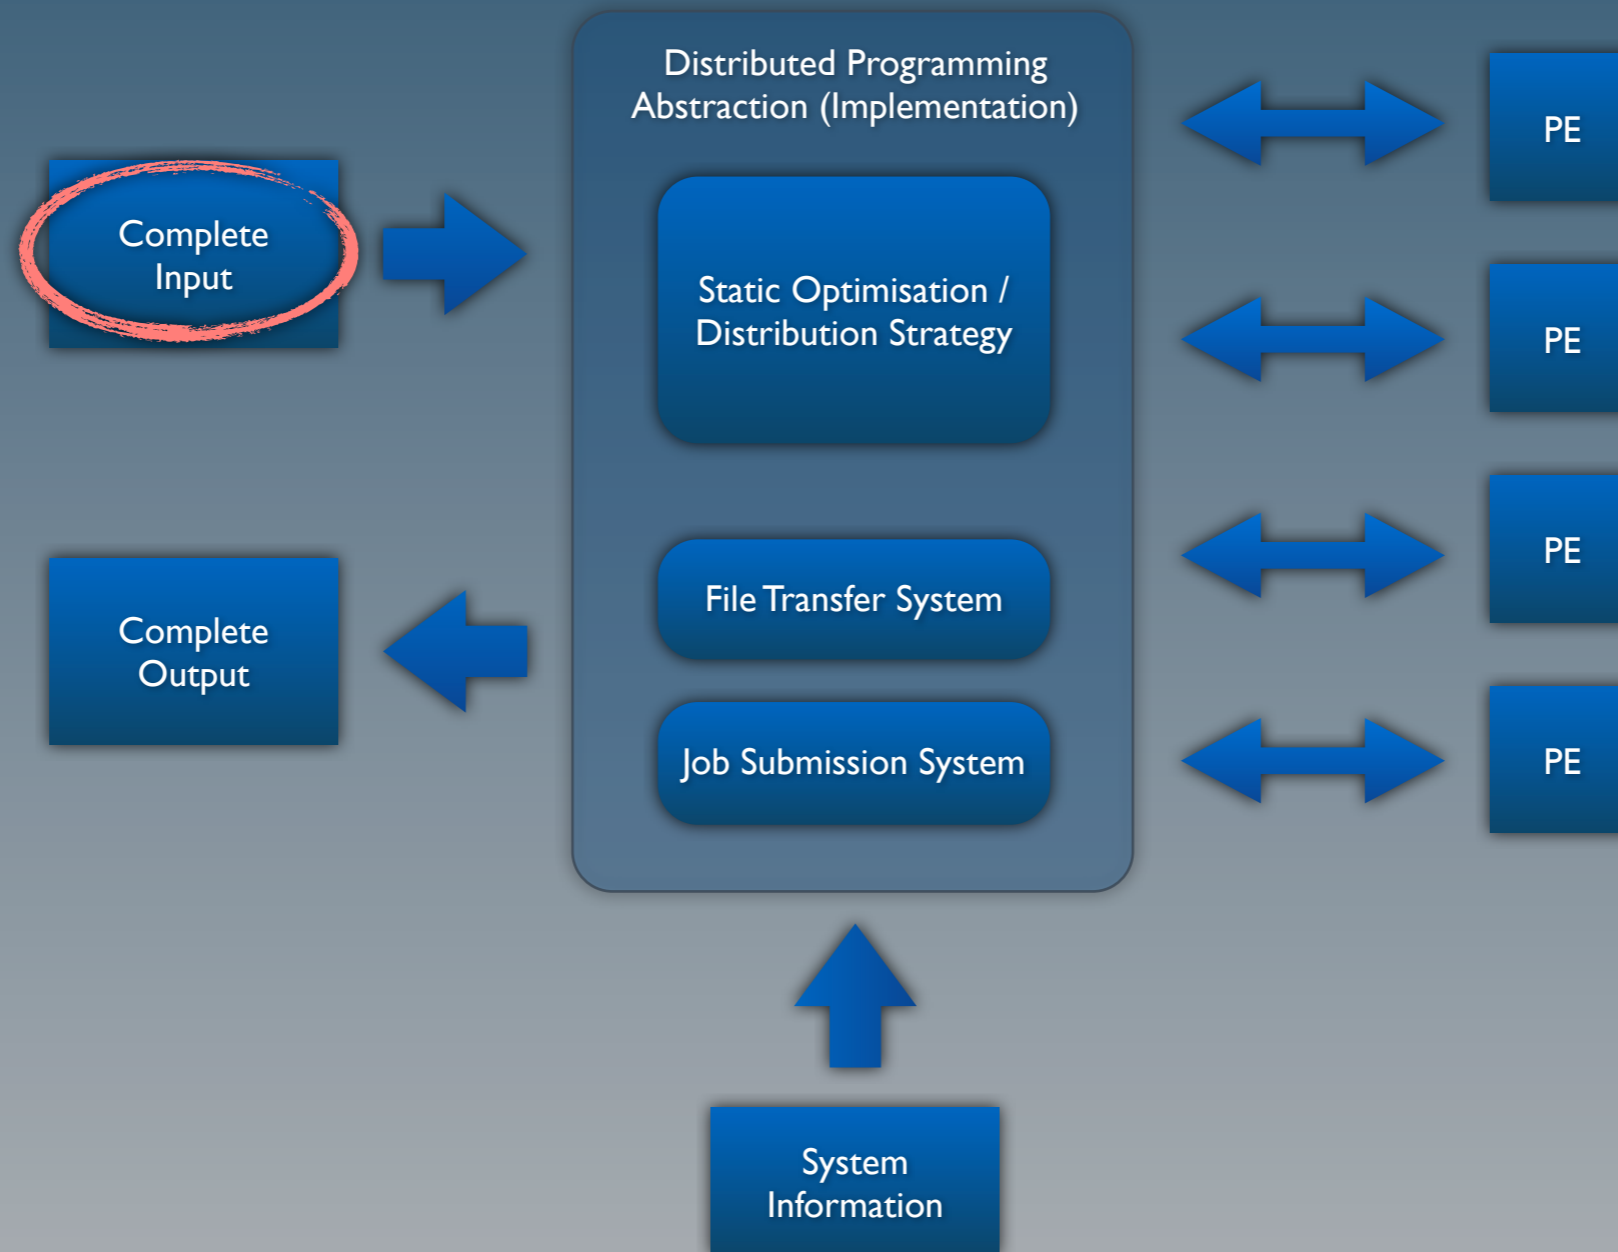 Distributed Programming
Abstraction (Implementation)
Complete
Input
Static Optimisation /
Distribution Strategy
PE
PE
File Transfer System
PE
Complete
Output
Job Submission System
PE
System
Information